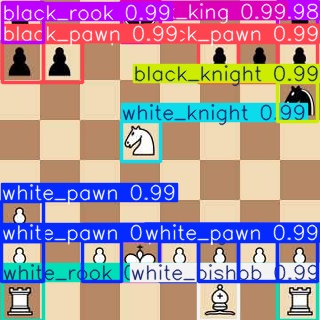 black_rook 0.99 _king 0.99.98
black_pawn 0.99 :k_pawn 0.99
black_knight 0.99
white_knight 0.99
white_pawn 0.99
white_pawn 0 white_pawn 0.99
white_rook white_bishop 0.99